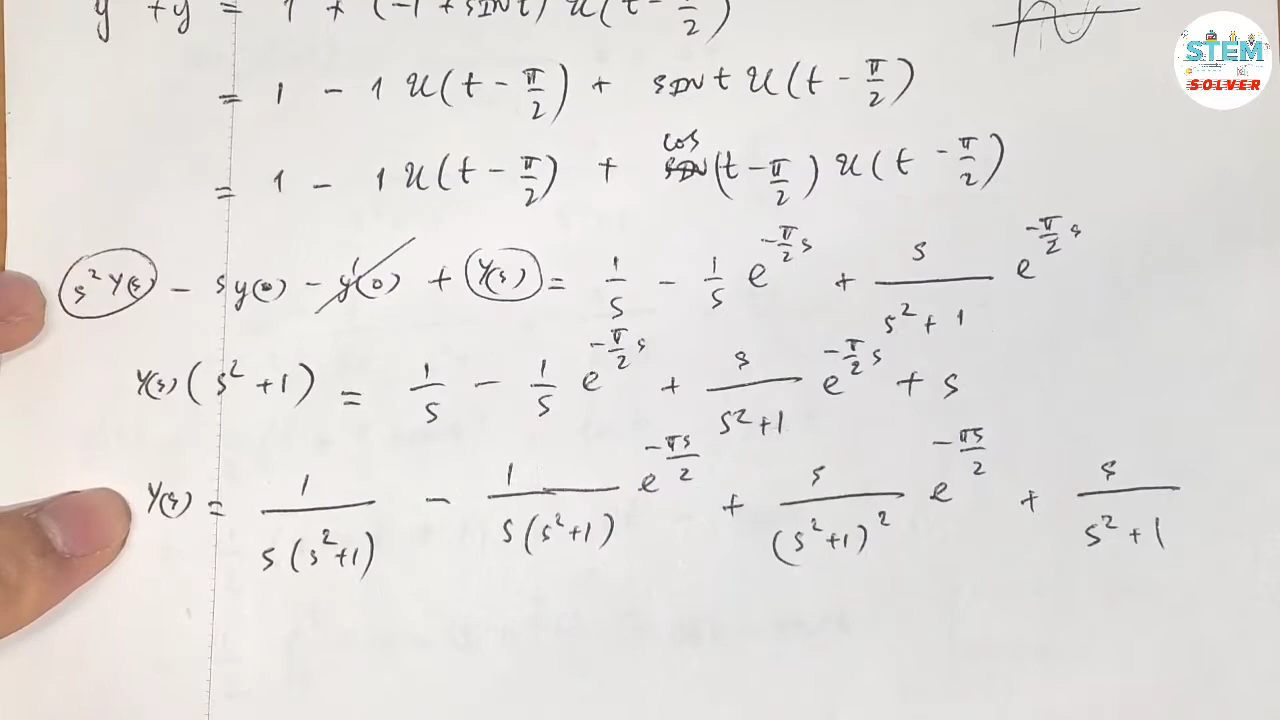 y + y = 1 + (-1 + SIN t) U(t - π/2)
STEM
SOLVER
= 1 - 1 U(t - π/2) + SIN t U(t - π/2)
= 1 - 1 U(t - π/2) + cos (t - π/2) U(t - π/2)
s² Y(s) - s y(0) - y'(0) + Y(s) = 1/s - 1/s e^(-π/2 s) + s/(s² + 1) e^(-π/2 s)
Y(s) (s² + 1) = 1/s - 1/s e^(-π/2 s) + s/(s² + 1) e^(-π/2 s) + s
Y(s) = 1/(s(s² + 1)) - 1/(s(s² + 1)) e^(-πs/2) + s/(s² + 1)² e^(-πs/2) + s/(s² + 1)